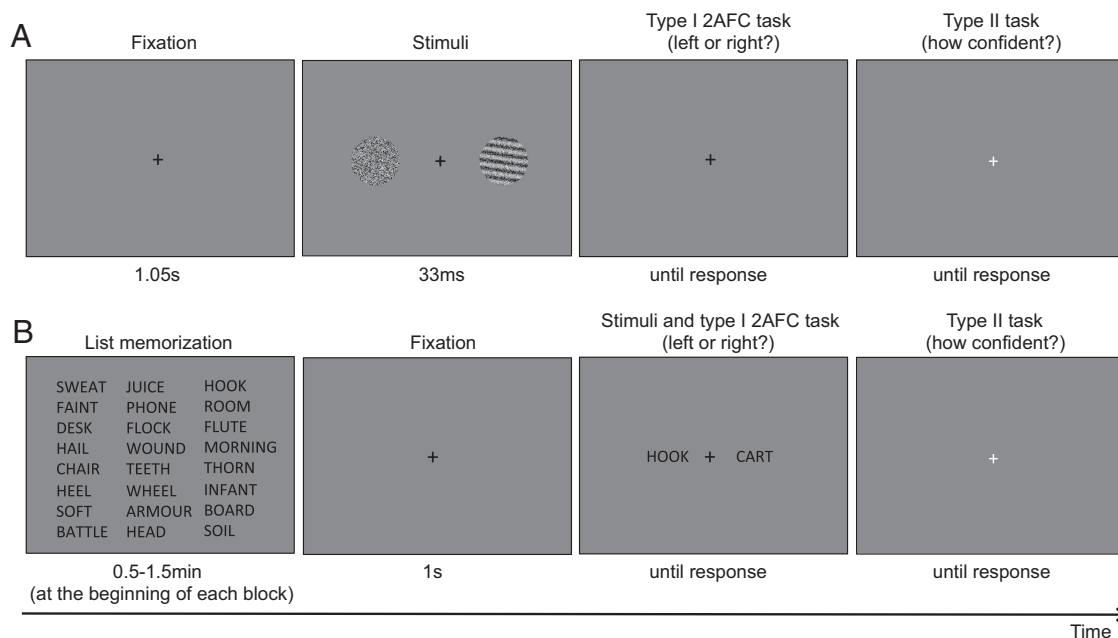 A
Fixation
Stimuli
Type I 2AFC task
(left or right?)
Type II task
(how confident?)
+
+
+
+
1.05s
33ms
until response
until response
B
List memorization
Fixation
Stimuli and type I 2AFC task
(left or right?)
Type II task
(how confident?)
SWEAT JUICE HOOK
FAINT PHONE ROOM
DESK FLOCK FLUTE
HAIL WOUND MORNING
CHAIR TEETH THORN
HEEL WHEEL INFANT
SOFT ARMOUR BOARD
BATTLE HEAD SOIL
+
HOOK + CART
+
0.5-1.5min
(at the beginning of each block)
1s
until response
until response
Time